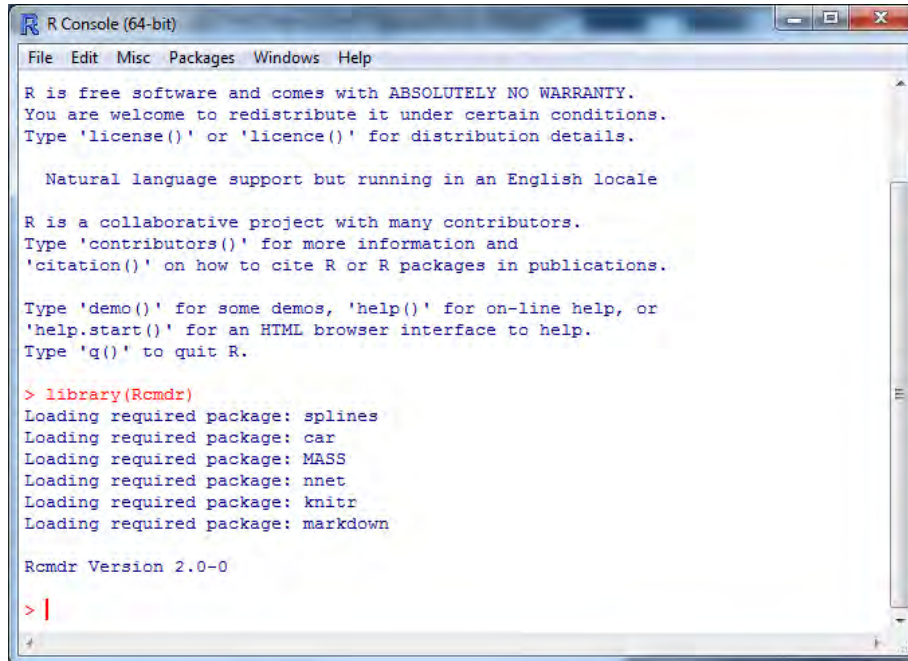 R Console (64-bit)
File Edit Misc Packages Windows Help
R is free software and comes with ABSOLUTELY NO WARRANTY.
You are welcome to redistribute it under certain conditions.
Type 'license()' or 'licence()' for distribution details.
Natural language support but running in an English locale
R is a collaborative project with many contributors.
Type 'contributors()' for more information and
'citation()' on how to cite R or R packages in publications.
Type 'demo()' for some demos, 'help()' for on-line help, or
'help.start()' for an HTML browser interface to help.
Type 'q()' to quit R.
> library(Rcmdr)
Loading required package: splines
Loading required package: car
Loading required package: MASS
Loading required package: nnet
Loading required package: knitr
Loading required package: markdown
Rcmdr Version 2.0-0
>